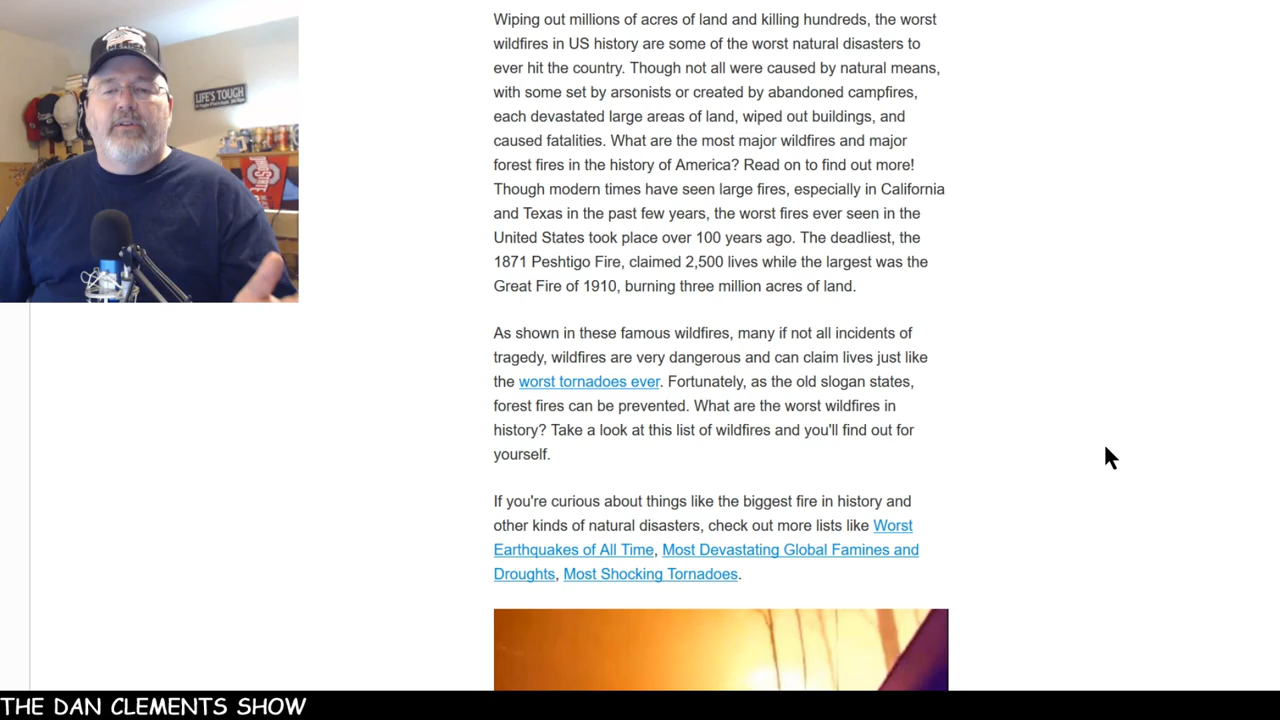 Wiping out millions of acres of land and killing hundreds, the worst
wildfires in US history are some of the worst natural disasters to
ever hit the country. Though not all were caused by natural means,
with some set by arsonists or created by abandoned campfires,
each devastated large areas of land, wiped out buildings, and
caused fatalities. What are the most major wildfires and major
forest fires in the history of America? Read on to find out more!
Though modern times have seen large fires, especially in California
and Texas in the past few years, the worst fires ever seen in the
United States took place over 100 years ago. The deadliest, the
1871 Peshtigo Fire, claimed 2,500 lives while the largest was the
Great Fire of 1910, burning three million acres of land.
As shown in these famous wildfires, many if not all incidents of
tragedy, wildfires are very dangerous and can claim lives just like
the worst tornadoes ever. Fortunately, as the old slogan states,
forest fires can be prevented. What are the worst wildfires in
history? Take a look at this list of wildfires and you'll find out for
yourself.
If you're curious about things like the biggest fire in history and
other kinds of natural disasters, check out more lists like Worst
Earthquakes of All Time, Most Devastating Global Famines and
Droughts, Most Shocking Tornadoes.
LIFE'S TOUGH
THE DAN CLEMENTS SHOW